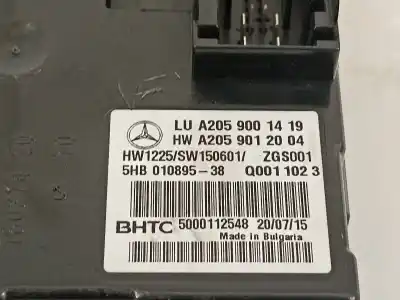 LU A205 900 14 19
HW A205 901 20 04
HW1225/SW150601/ ZGS001
5HB 010895-38 Q001 102 3
BHTC 5000112548 20/07/15
Made in Bulgaria